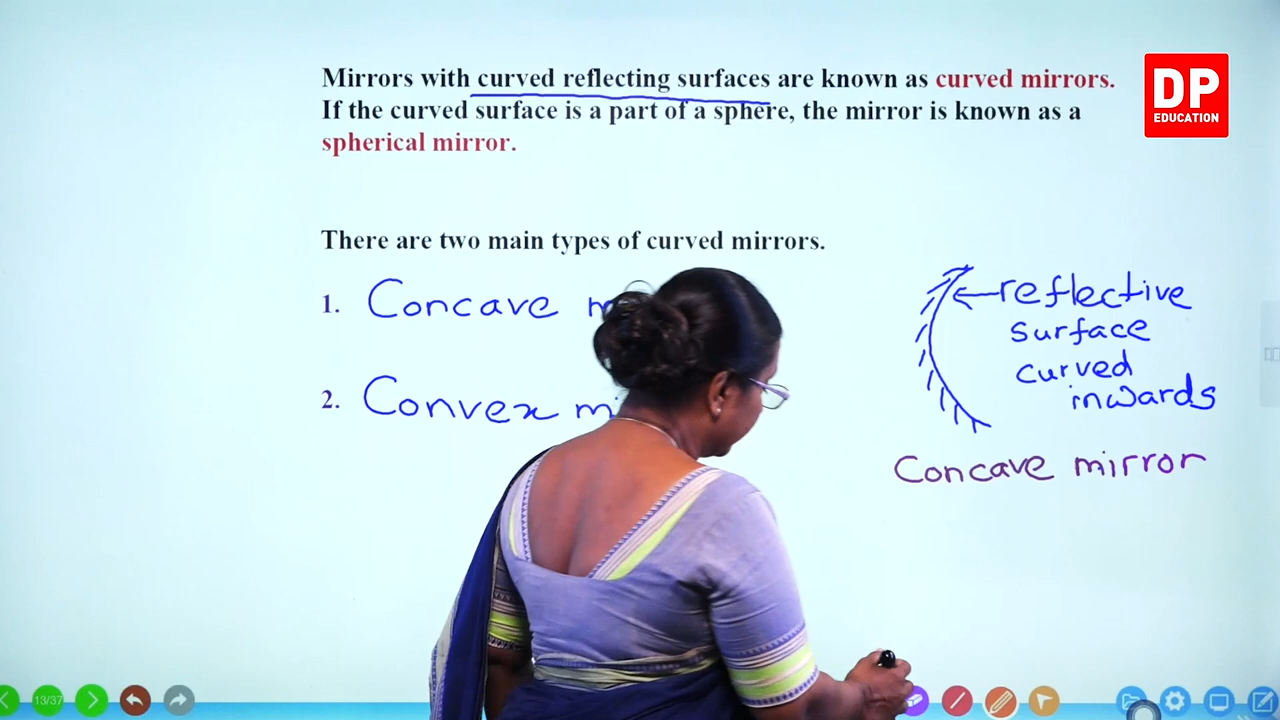 Mirrors with curved reflecting surfaces are known as curved mirrors.
If the curved surface is a part of a sphere, the mirror is known as a
spherical mirror.
DP
EDUCATION
There are two main types of curved mirrors.
1. Concave
2. Convex
reflective
surface
curved
inwards
Concave mirror
13/37